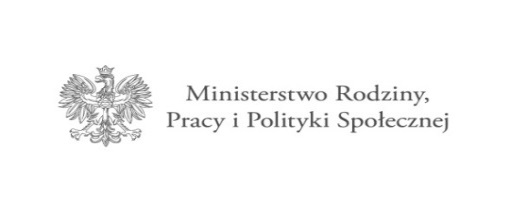 Ministerstwo Rodziny,
Pracy i Polityki Społecznej